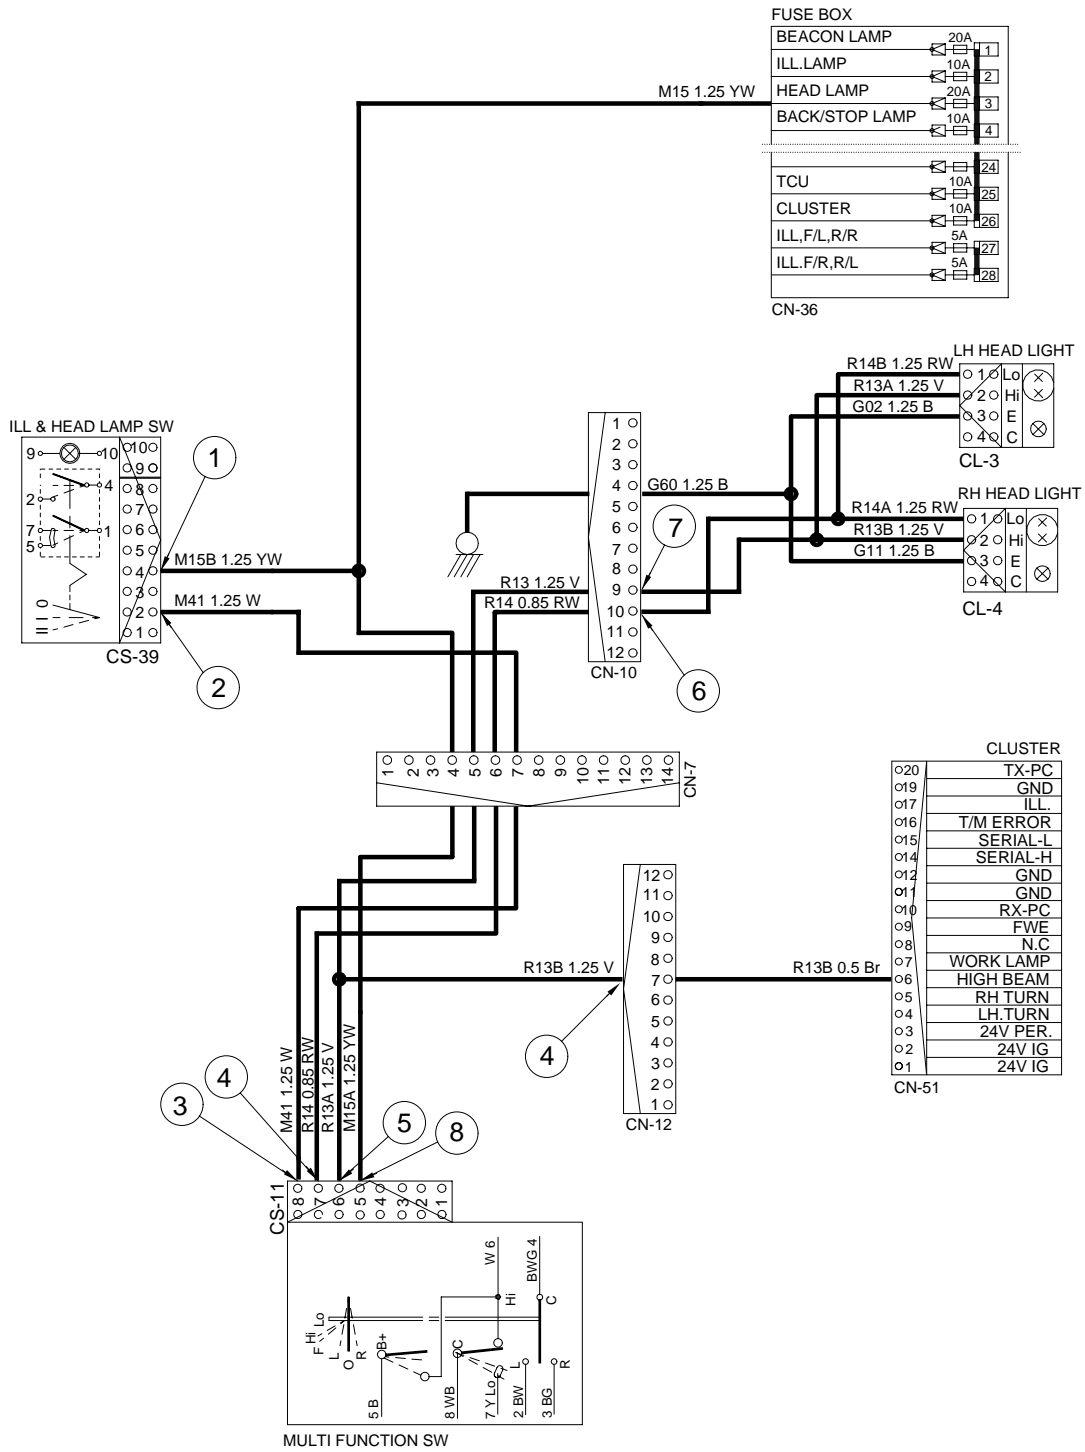 FUSE BOX
BEACON LAMP 20A 1
ILL.LAMP 10A 2
HEAD LAMP 20A 3
BACK/STOP LAMP 10A 4
24
TCU 10A 25
CLUSTER 10A 26
ILL,F/L,R/R 5A 27
ILL.F/R,R/L 5A 28
CN-36
M15 1.25 YW
LH HEAD LIGHT
R14B 1.25 RW 1 Lo
R13A 1.25 V 2 Hi
G02 1.25 B 3 E
4 C
CL-3
RH HEAD LIGHT
R14A 1.25 RW 1 Lo
R13B 1.25 V 2 Hi
G11 1.25 B 3 E
4 C
CL-4
ILL & HEAD LAMP SW
9 10
2 4
7 1
5
O
I
II
10
9
8
7
6
5
4
3
2
1
CS-39
1
M15B 1.25 YW
M41 1.25 W
2
1
2
3
4
5
6
7
8
9
10
11
12
CN-10
G60 1.25 B
7
R13 1.25 V
R14 0.85 RW
6
1 2 3 4 5 6 7 8 9 10 11 12 13 14
CN-7
CLUSTER
20 TX-PC
19 GND
17 ILL.
16 T/M ERROR
15 SERIAL-L
14 SERIAL-H
12 GND
11 GND
10 RX-PC
9 FWE
8 N.C
7 WORK LAMP
6 HIGH BEAM
5 RH TURN
4 LH.TURN
3 24V PER.
2 24V IG
1 24V IG
CN-51
12
11
10
9
8
7
6
5
4
3
2
1
CN-12
R13B 1.25 V
R13B 0.5 Br
4
M41 1.25 W
R14 0.85 RW
R13A 1.25 V
M15A 1.25 YW
3
4
5
8
CS-11
8 7 6 5 4 3 2 1
W 6
BWG 4
Hi
C
Lo
Hi
F
L
O
R
B+
C
L
R
5 B
8 WB
7 Y Lo
2 BW
3 BG
MULTI FUNCTION SW